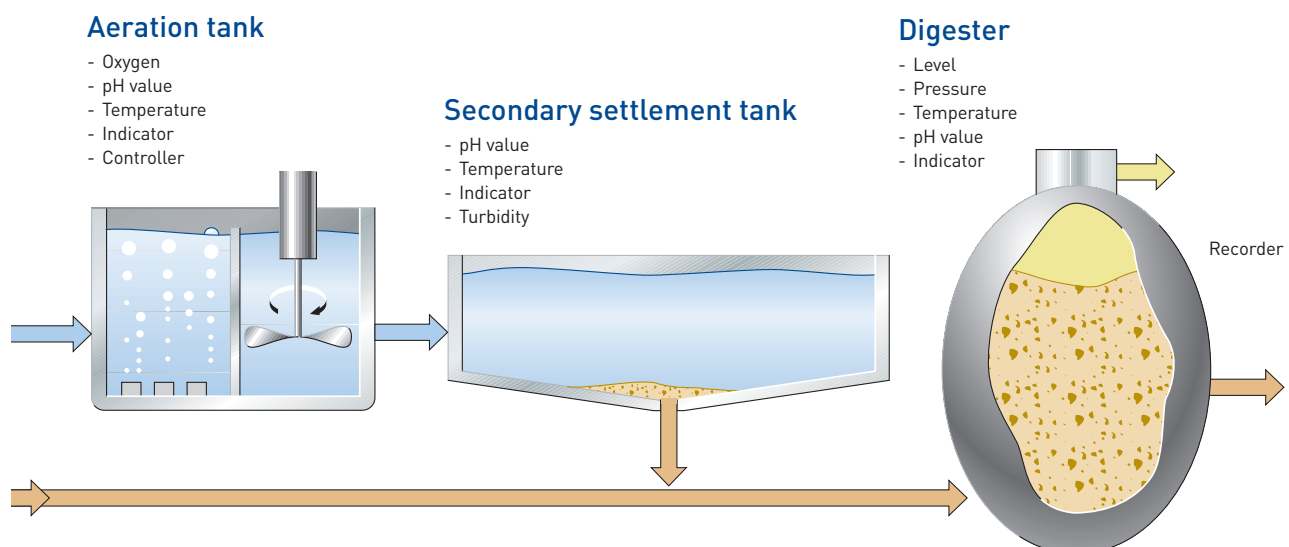 Aeration tank
- Oxygen
- pH value
- Temperature
- Indicator
- Controller
Secondary settlement tank
- pH value
- Temperature
- Indicator
- Turbidity
Digester
- Level
- Pressure
- Temperature
- pH value
- Indicator
Recorder